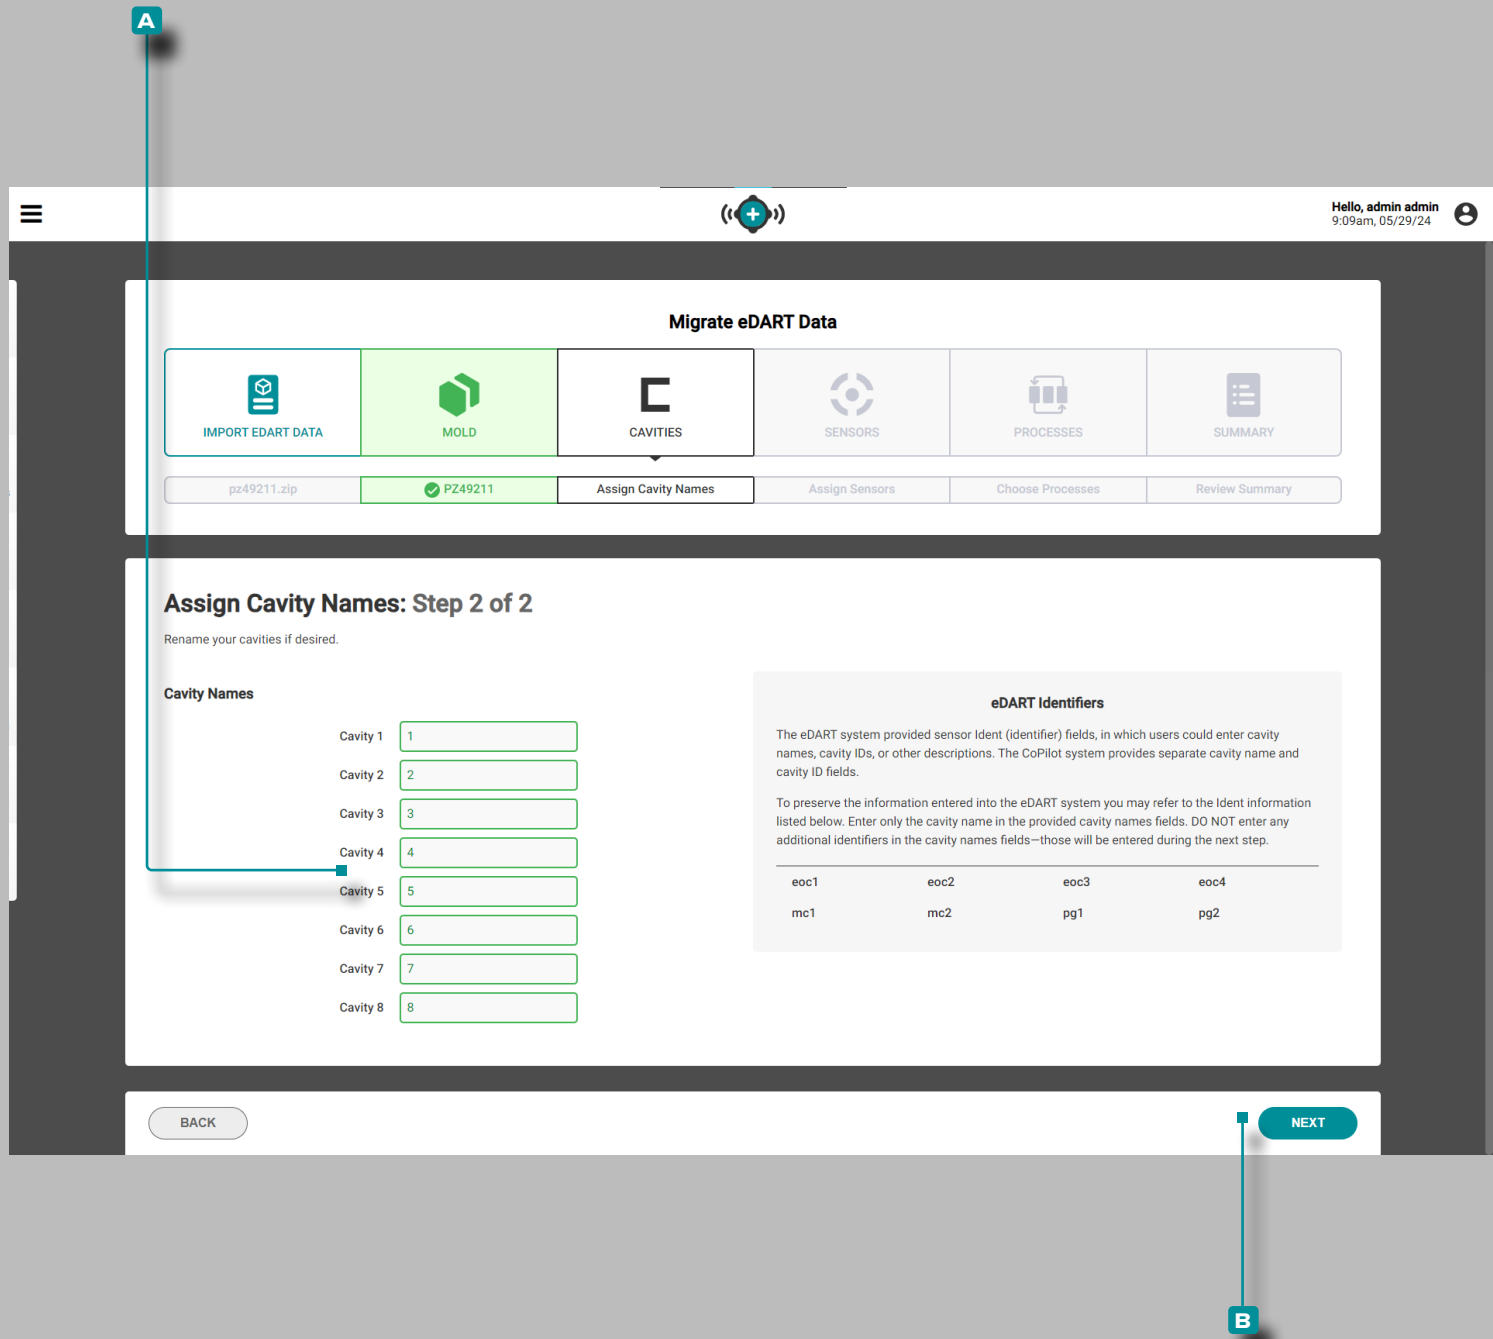 A
Hello, admin admin
9:09am, 05/29/24
Migrate eDART Data
IMPORT EDART DATA
MOLD
CAVITIES
SENSORS
PROCESSES
SUMMARY
pz49211.zip
PZ49211
Assign Cavity Names
Assign Sensors
Choose Processes
Review Summary
Assign Cavity Names: Step 2 of 2
Rename your cavities if desired.
Cavity Names
Cavity 1 1
Cavity 2 2
Cavity 3 3
Cavity 4 4
Cavity 5 5
Cavity 6 6
Cavity 7 7
Cavity 8 8
eDART Identifiers
The eDART system provided sensor Ident (identifier) fields, in which users could enter cavity
names, cavity IDs, or other descriptions. The CoPilot system provides separate cavity name and
cavity ID fields.
To preserve the information entered into the eDART system you may refer to the Ident information
listed below. Enter only the cavity name in the provided cavity names fields. DO NOT enter any
additional identifiers in the cavity names fields—those will be entered during the next step.
eoc1 eoc2 eoc3 eoc4
mc1 mc2 pg1 pg2
BACK
NEXT
B